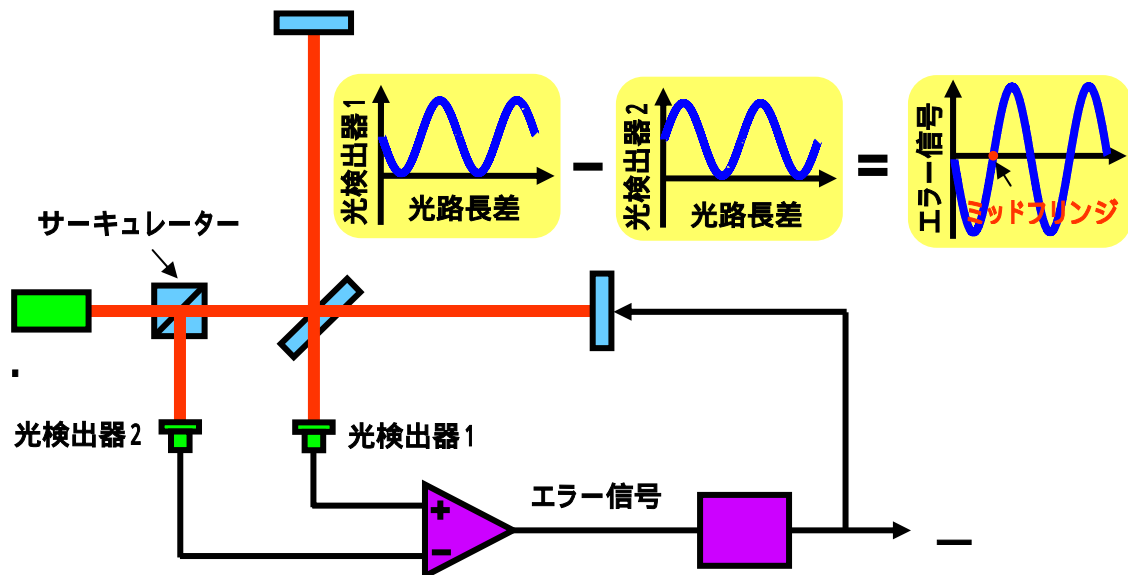 光検出器1
光路長差
－
光検出器2
光路長差
＝
エラー信号
ミッドフリンジ
サーキュレーター
光検出器2
光検出器1
エラー信号
+
−